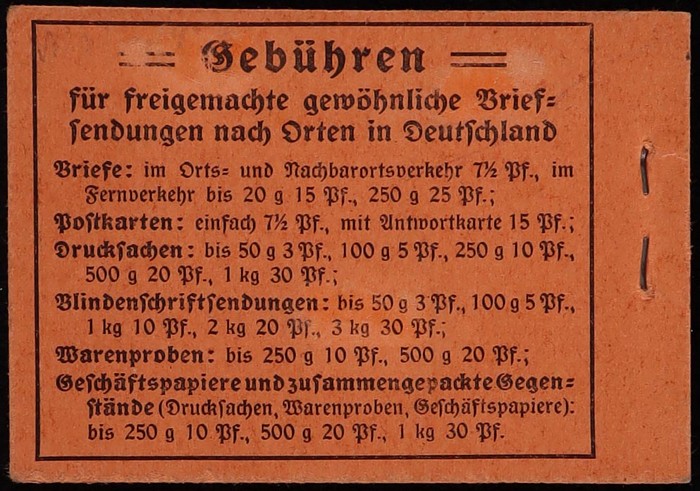 Gebühren
für freigemachte gewöhnliche Brief=
sendungen nach Orten in Deutschland
Briefe: im Orts= und Nachbarortsverkehr 7½ Pf., im
Fernverkehr bis 20 g 15 Pf., 250 g 25 Pf.;
Postkarten: einfach 7½ Pf., mit Antwortkarte 15 Pf.;
Drucksachen: bis 50 g 3 Pf., 100 g 5 Pf., 250 g 10 Pf.,
500 g 20 Pf., 1 kg 30 Pf.;
Blindenschriftsendungen: bis 50 g 3 Pf., 100 g 5 Pf.,
1 kg 10 Pf., 2 kg 20 Pf., 3 kg 30 Pf.;
Warenproben: bis 250 g 10 Pf., 500 g 20 Pf.;
Geschäftspapiere und zusammengepackte Gegen=
stände (Drucksachen, Warenproben, Geschäftspapiere):
bis 250 g 10 Pf., 500 g 20 Pf., 1 kg 30 Pf.